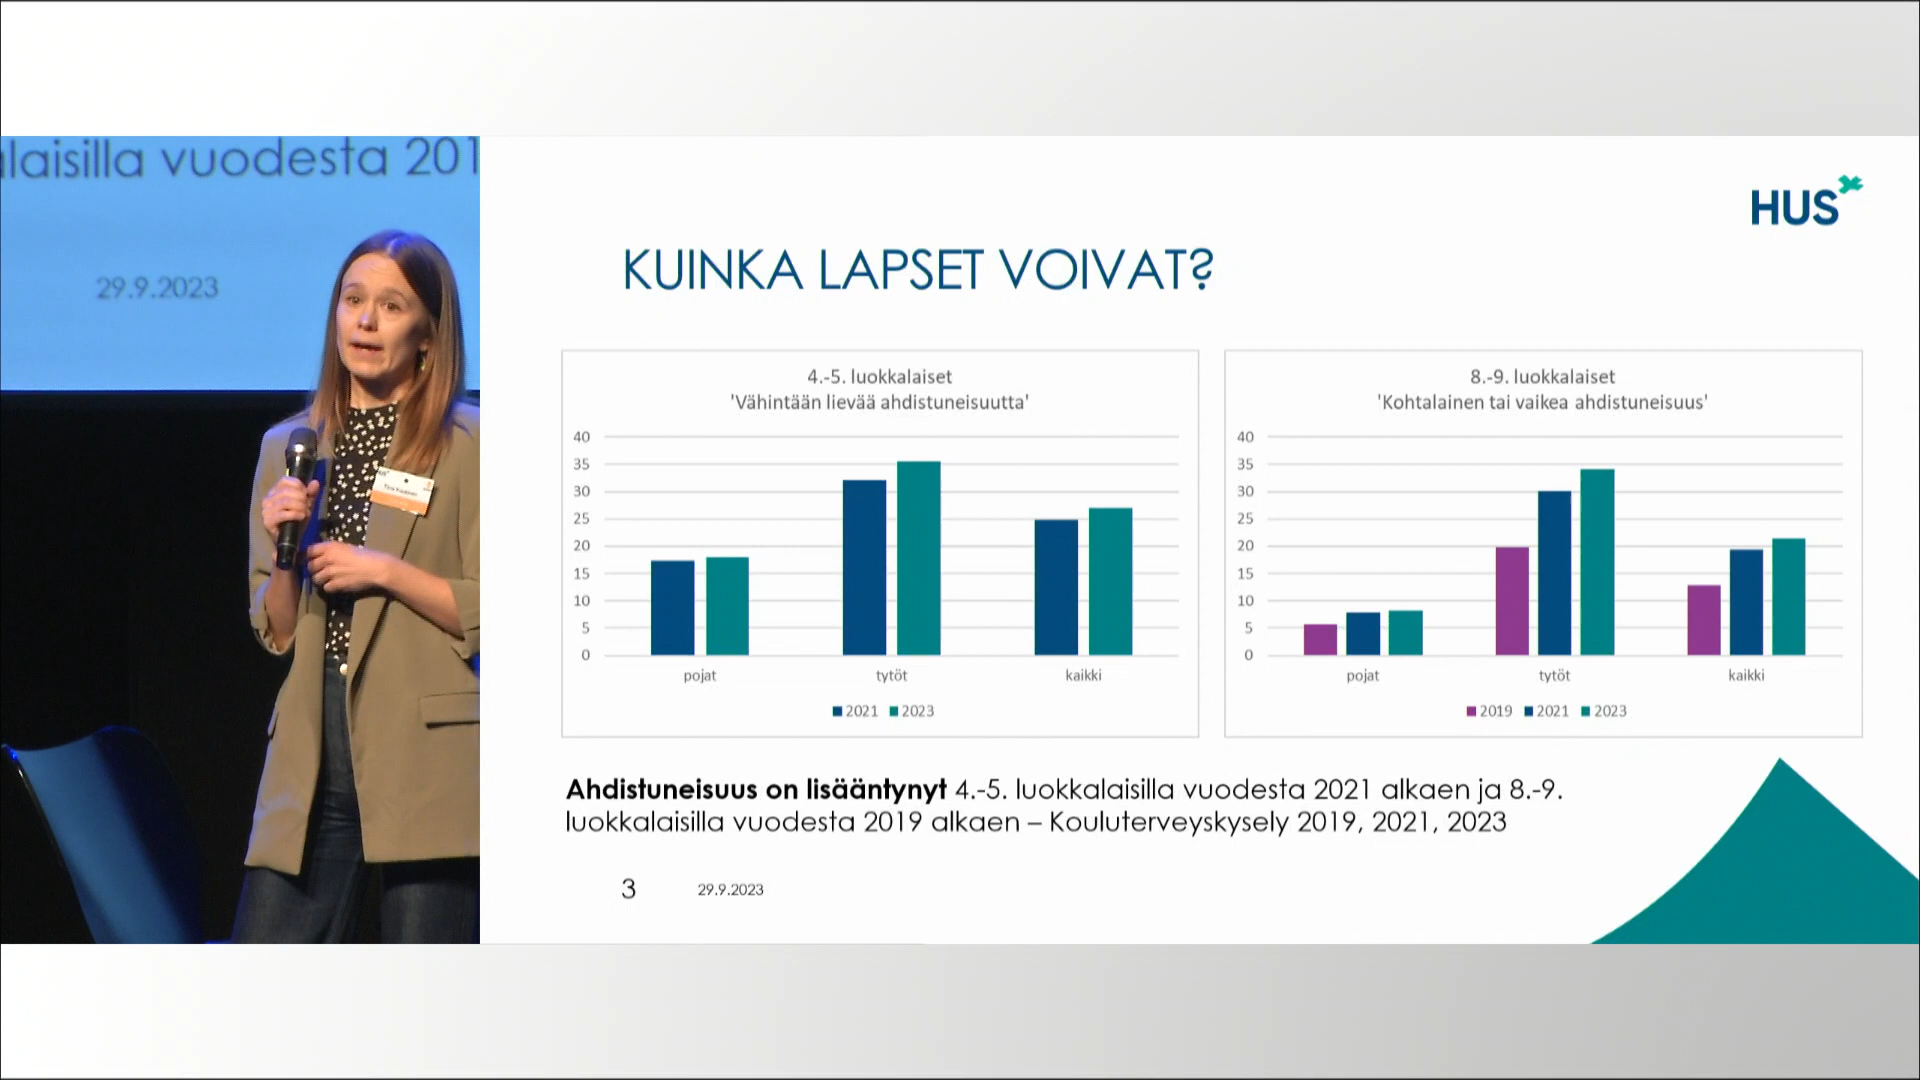 laisilla vuodesta 201
29.9.2023
HUS
KUINKA LAPSET VOIVAT?
4.-5. luokkalaiset
'Vähintään lievää ahdistuneisuutta'
40
35
30
25
20
15
10
5
0
pojat tytöt kaikki
2021 2023
8.-9. luokkalaiset
'Kohtalainen tai vaikea ahdistuneisuus'
40
35
30
25
20
15
10
5
0
pojat tytöt kaikki
2019 2021 2023
Ahdistuneisuus on lisääntynyt 4.-5. luokkalaisilla vuodesta 2021 alkaen ja 8.-9.
luokkalaisilla vuodesta 2019 alkaen – Kouluterveyskysely 2019, 2021, 2023
3 29.9.2023